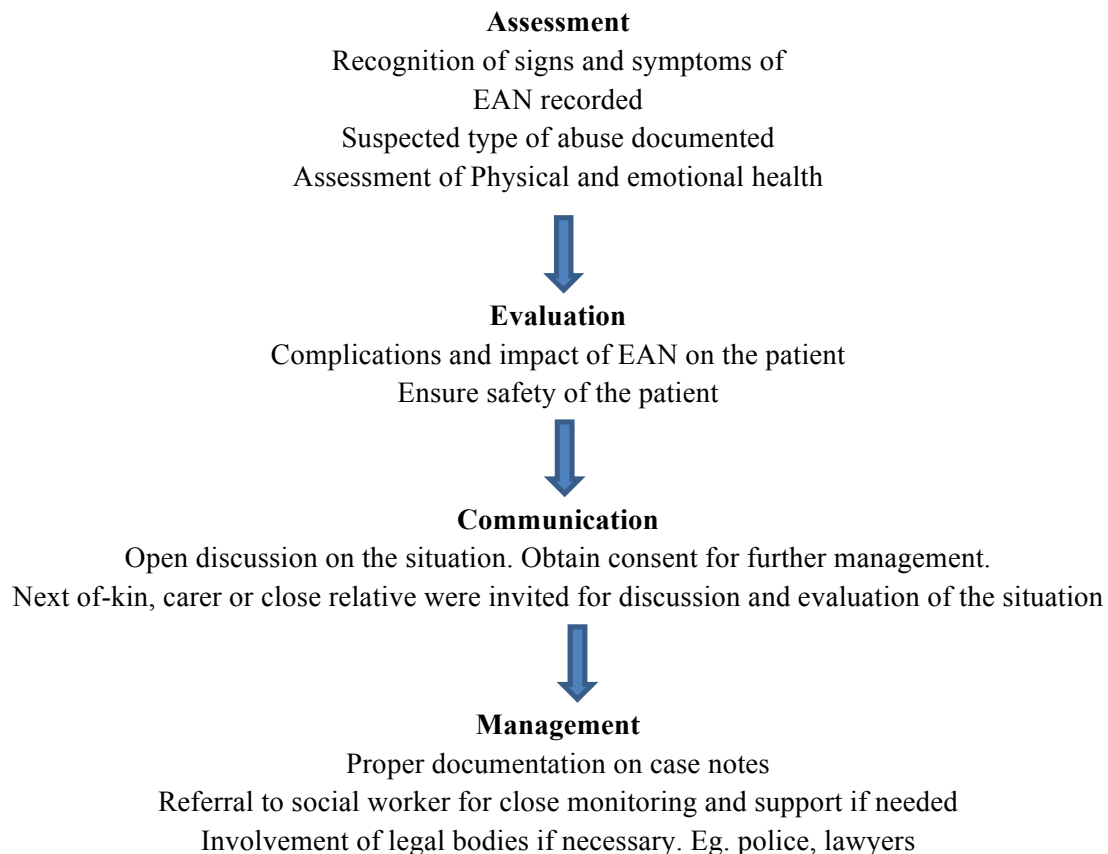 Assessment
Recognition of signs and symptoms of
EAN recorded
Suspected type of abuse documented
Assessment of Physical and emotional health
Evaluation
Complications and impact of EAN on the patient
Ensure safety of the patient
Communication
Open discussion on the situation. Obtain consent for further management.
Next of-kin, carer or close relative were invited for discussion and evaluation of the situation
Management
Proper documentation on case notes
Referral to social worker for close monitoring and support if needed
Involvement of legal bodies if necessary. Eg. police, lawyers